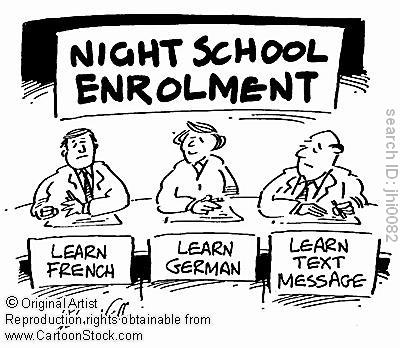 NIGHT SCHOOL
ENROLMENT
LEARN
FRENCH
LEARN
GERMAN
LEARN
TEXT
MESSAGE
© Original Artist
Reproduction rights obtainable from
www.CartoonStock.com
search ID: jhi0082